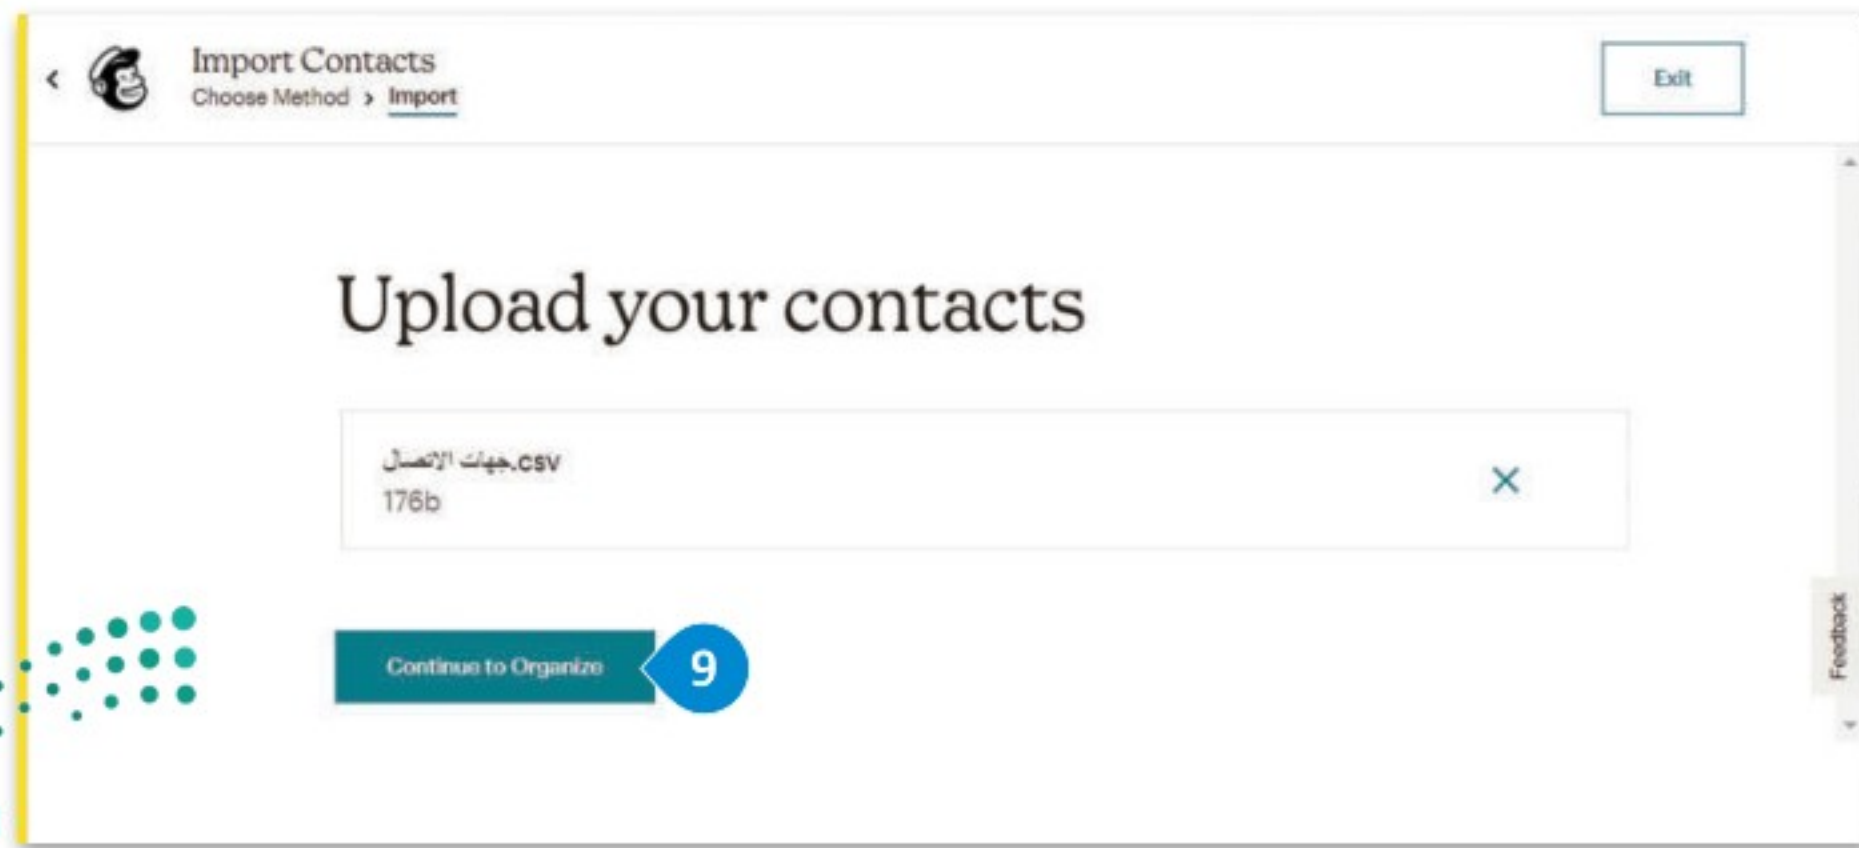 Import Contacts
Choose Method > Import
Exit
Upload your contacts
جهات الاتصال.csv
176b
Continue to Organize
9
Feedback